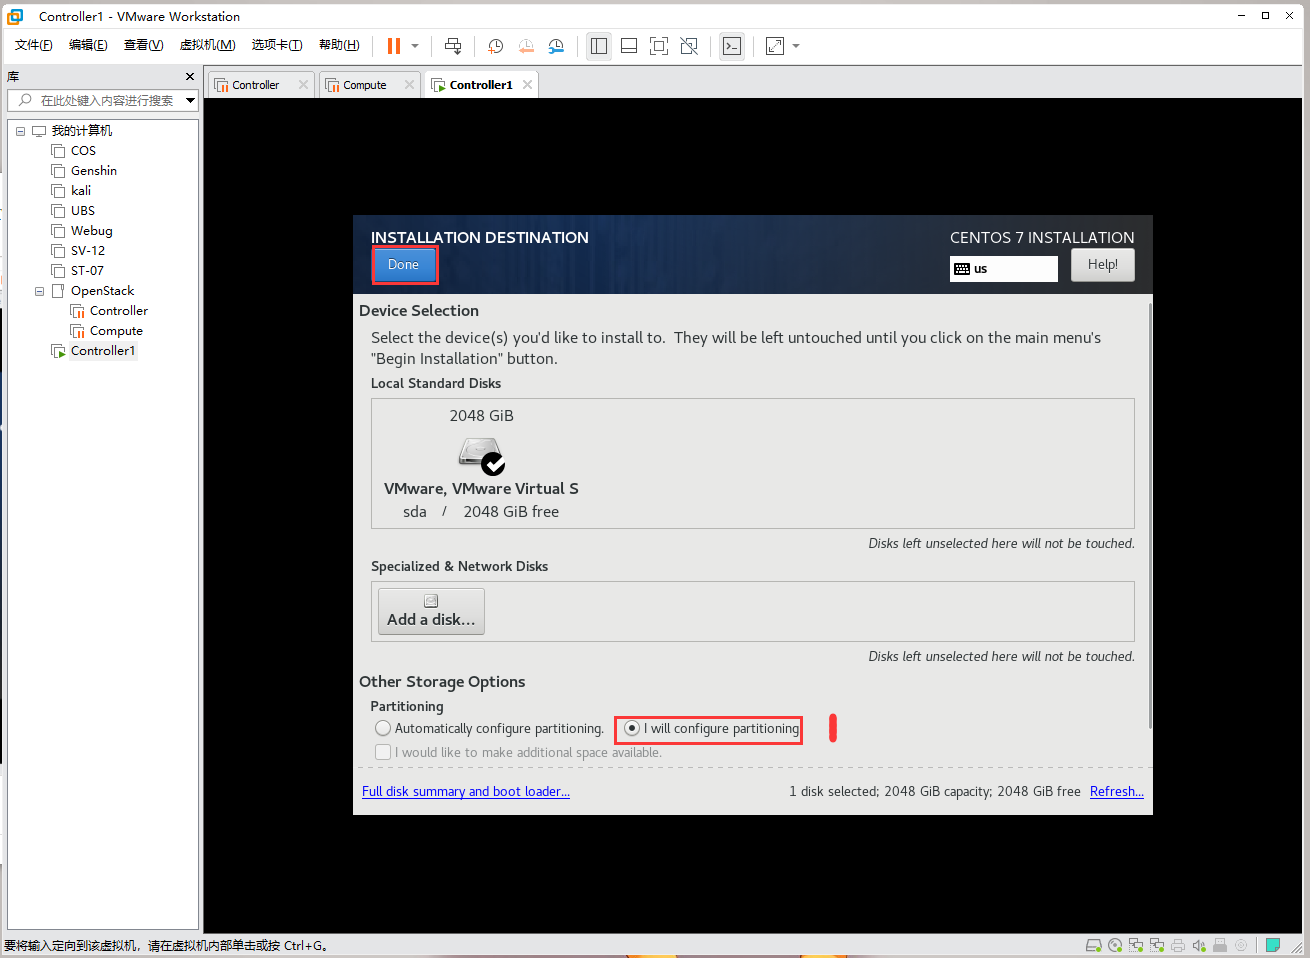 Controller1 - VMware Workstation
文件(F) 编辑(E) 查看(V) 虚拟机(M) 选项卡(T) 帮助(H)
库
在此处键入内容进行搜索
我的计算机
COS
Genshin
kali
UBS
Webug
SV-12
ST-07
OpenStack
Controller
Compute
Controller1
Controller Compute Controller1
INSTALLATION DESTINATION
CENTOS 7 INSTALLATION
Done
us
Help!
Device Selection
Select the device(s) you'd like to install to. They will be left untouched until you click on the main menu's
"Begin Installation" button.
Local Standard Disks
2048 GiB
VMware, VMware Virtual S
sda / 2048 GiB free
Disks left unselected here will not be touched.
Specialized & Network Disks
Add a disk...
Disks left unselected here will not be touched.
Other Storage Options
Partitioning
Automatically configure partitioning. I will configure partitioning
I would like to make additional space available.
Full disk summary and boot loader... 1 disk selected; 2048 GiB capacity; 2048 GiB free Refresh...
要将输入定向到该虚拟机，请在虚拟机内部单击或按 Ctrl+G。